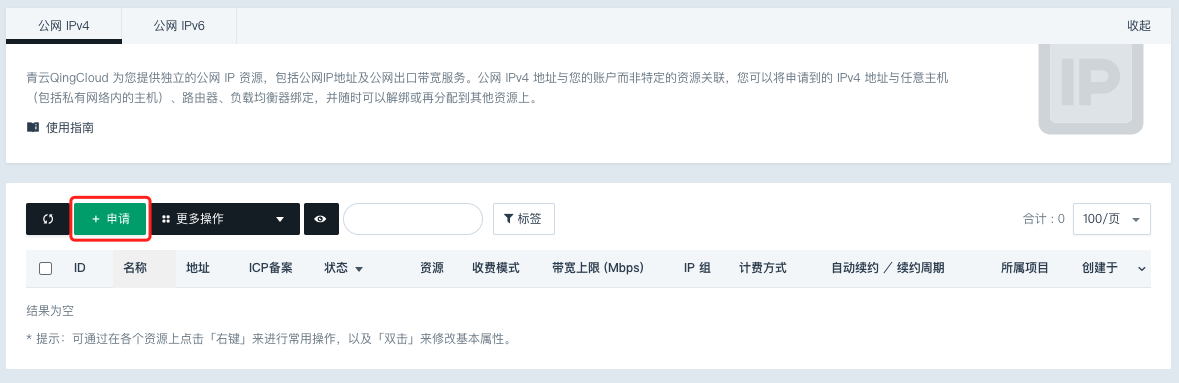 公网 IPv4
公网 IPv6
收起
青云QingCloud 为您提供独立的公网 IP 资源，包括公网IP地址及公网出口带宽服务。公网 IPv4 地址与您的账户而非特定的资源关联，您可以将申请到的 IPv4 地址与任意主机
（包括私有网络内的主机）、路由器、负载均衡器绑定，并随时可以解绑或再分配到其他资源上。
IP
使用指南
+ 申请
更多操作
标签
合计 : 0
100/页
ID 名称 地址 ICP备案 状态 资源 收费模式 带宽上限 (Mbps) IP 组 计费方式 自动续约 ／ 续约周期 所属项目 创建于
结果为空
* 提示：可通过在各个资源上点击「右键」来进行常用操作，以及「双击」来修改基本属性。